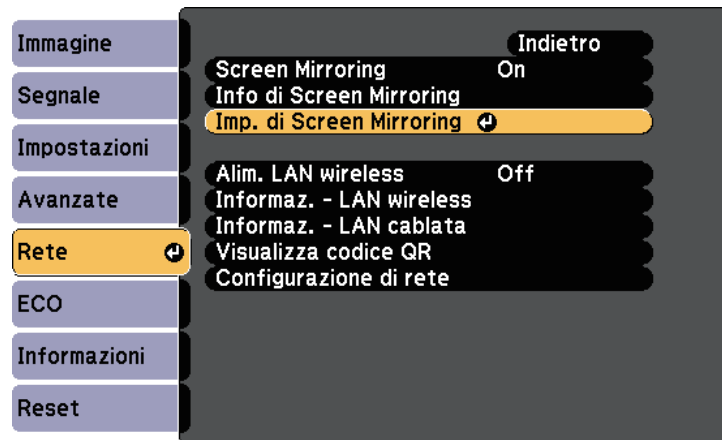 Immagine
Segnale
Impostazioni
Avanzate
Rete
ECO
Informazioni
Reset
Indietro
Screen Mirroring On
Info di Screen Mirroring
Imp. di Screen Mirroring
Alim. LAN wireless Off
Informaz. - LAN wireless
Informaz. - LAN cablata
Visualizza codice QR
Configurazione di rete